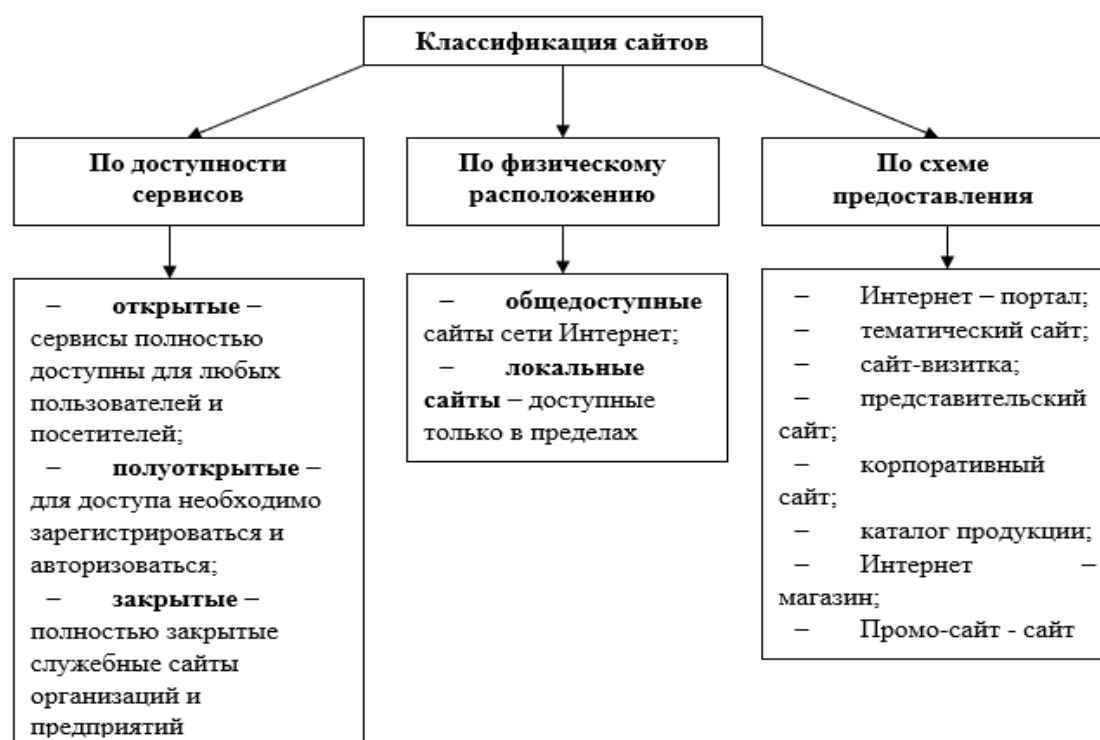 Классификация сайтов
По доступности
сервисов
По физическому
расположению
По схеме
предоставления
– открытые –
сервисы полностью
доступны для любых
пользователей и
посетителей;
– полуоткрытые –
для доступа необходимо
зарегистрироваться и
авторизоваться;
– закрытые –
полностью закрытые
служебные сайты
организаций и
предприятий
– общедоступные
сайты сети Интернет;
– локальные
сайты – доступные
только в пределах
– Интернет – портал;
– тематический сайт;
– сайт-визитка;
– представительский
сайт;
– корпоративный
сайт;
– каталог продукции;
– Интернет –
магазин;
– Промо-сайт - сайт